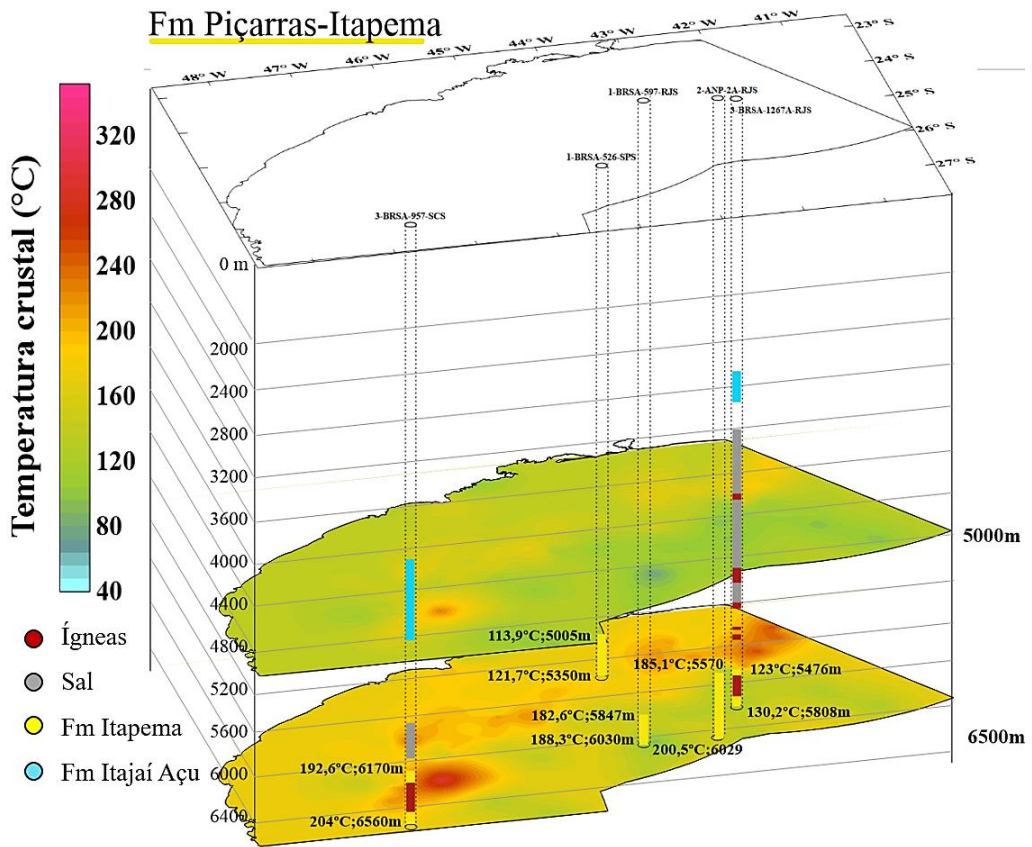 Fm Piçarras-Itapema
48° W
47° W
46° W
45° W
44° W
43° W
42° W
41° W
23° S
24° S
25° S
26° S
27° S
1-BRSA-597-RJS
2-ANP-2A-RJS
3-BRSA-1267A-RJS
1-BRSA-526-SPS
3-BRSA-957-SCS
Temperatura crustal (°C)
320
280
240
200
160
120
80
40
0 m
2000
2400
2800
3200
3600
4000
4400
4800
5200
5600
6000
6400
5000m
6500m
113,9°C;5005m
121,7°C;5350m
185,1°C;5570
123°C;5476m
182,6°C;5847m
130,2°C;5808m
188,3°C;6030m
200,5°C;6029
192,6°C;6170m
204°C;6560m
Ígneas
Sal
Fm Itapema
Fm Itajaí Açu